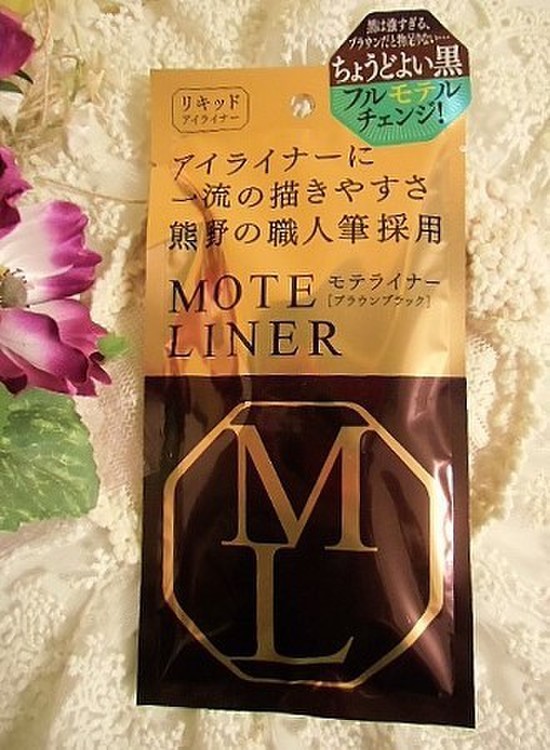 黒は強すぎる、
ブラウンだと物足りない…
ちょうどよい黒
フルモテル
チェンジ!
リキッド
アイライナー
アイライナーに
一流の描きやすさ
熊野の職人筆採用
MOTE
LINER
モテライナー
[ブラウンブラック]
M
L